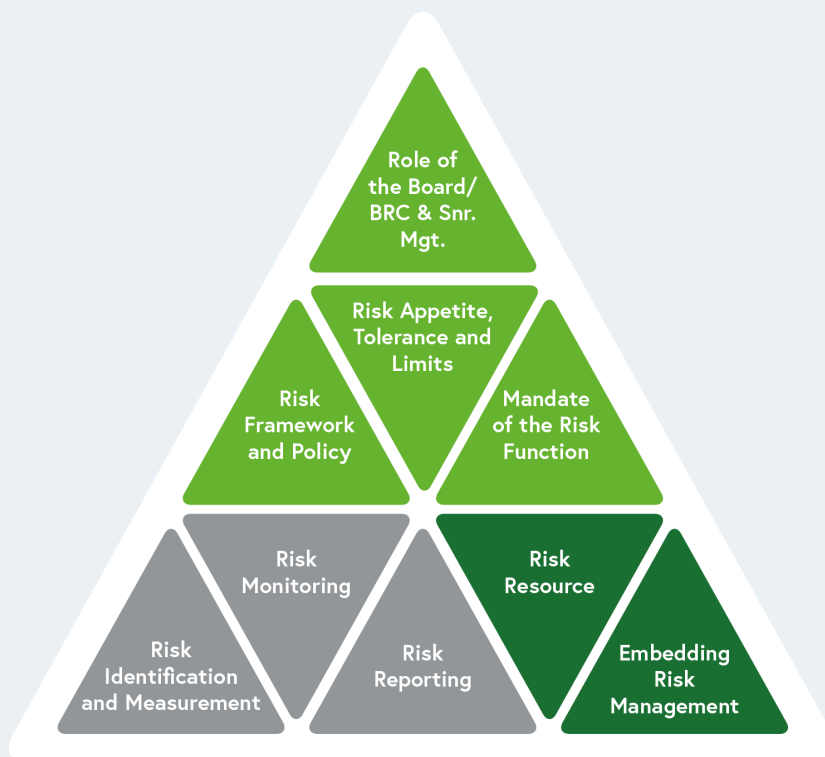 Role of
the Board/
BRC & Snr.
Mgt.
Risk Appetite,
Tolerance and
Limits
Risk
Framework
and Policy
Mandate
of the Risk
Function
Risk
Monitoring
Risk
Resource
Risk
Identification
and Measurement
Risk
Reporting
Embedding
Risk
Management